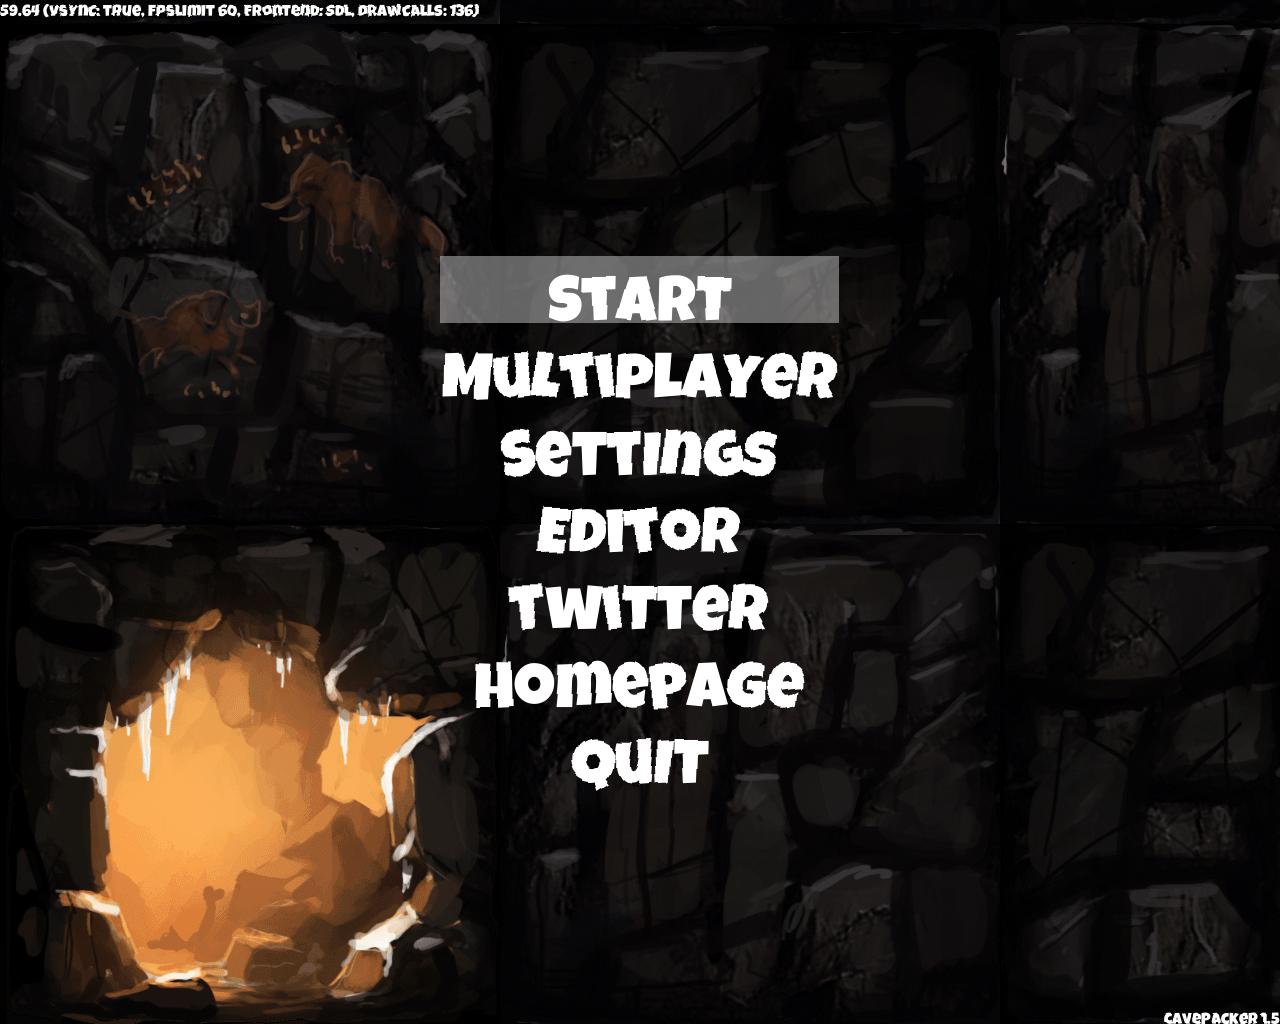 59.64 (VSYNC: TRUE, FPSLIMIT 60, FRONTEND: SDL, DRAWCALLS: 136)
START
MULTIPLAYER
SETTINGS
EDITOR
TWITTER
HOMEPAGE
QUIT
CAVEPACKER 1.5